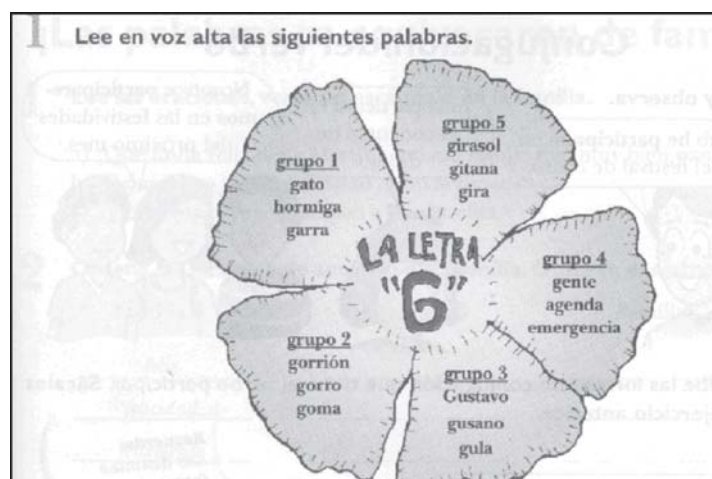 1 Lee en voz alta las siguientes palabras.
grupo 1
gato
hormiga
garra
grupo 5
girasol
gitana
gira
LA LETRA
"G"
grupo 4
gente
agenda
emergencia
grupo 2
gorrión
gorro
goma
grupo 3
Gustavo
gusano
gula